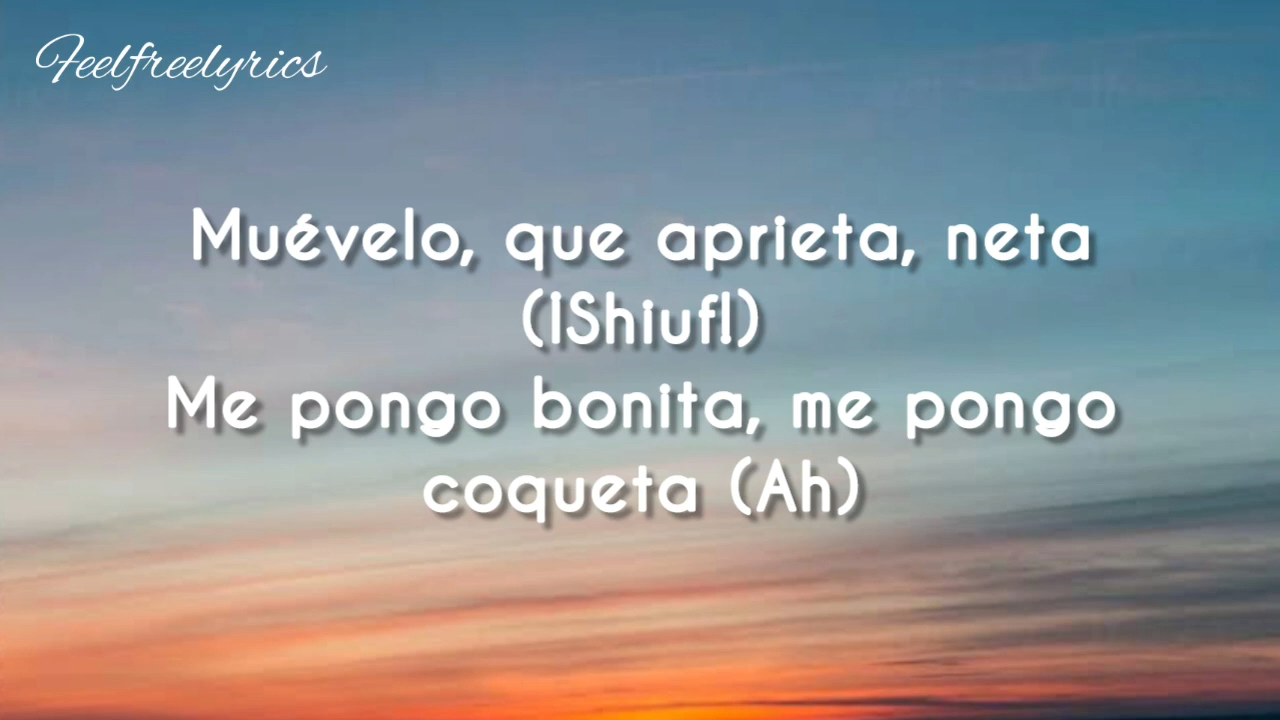 Feelfreelyrics
Muévelo, que aprieta, neta
(¡Shiuf!)
Me pongo bonita, me pongo
coqueta (Ah)